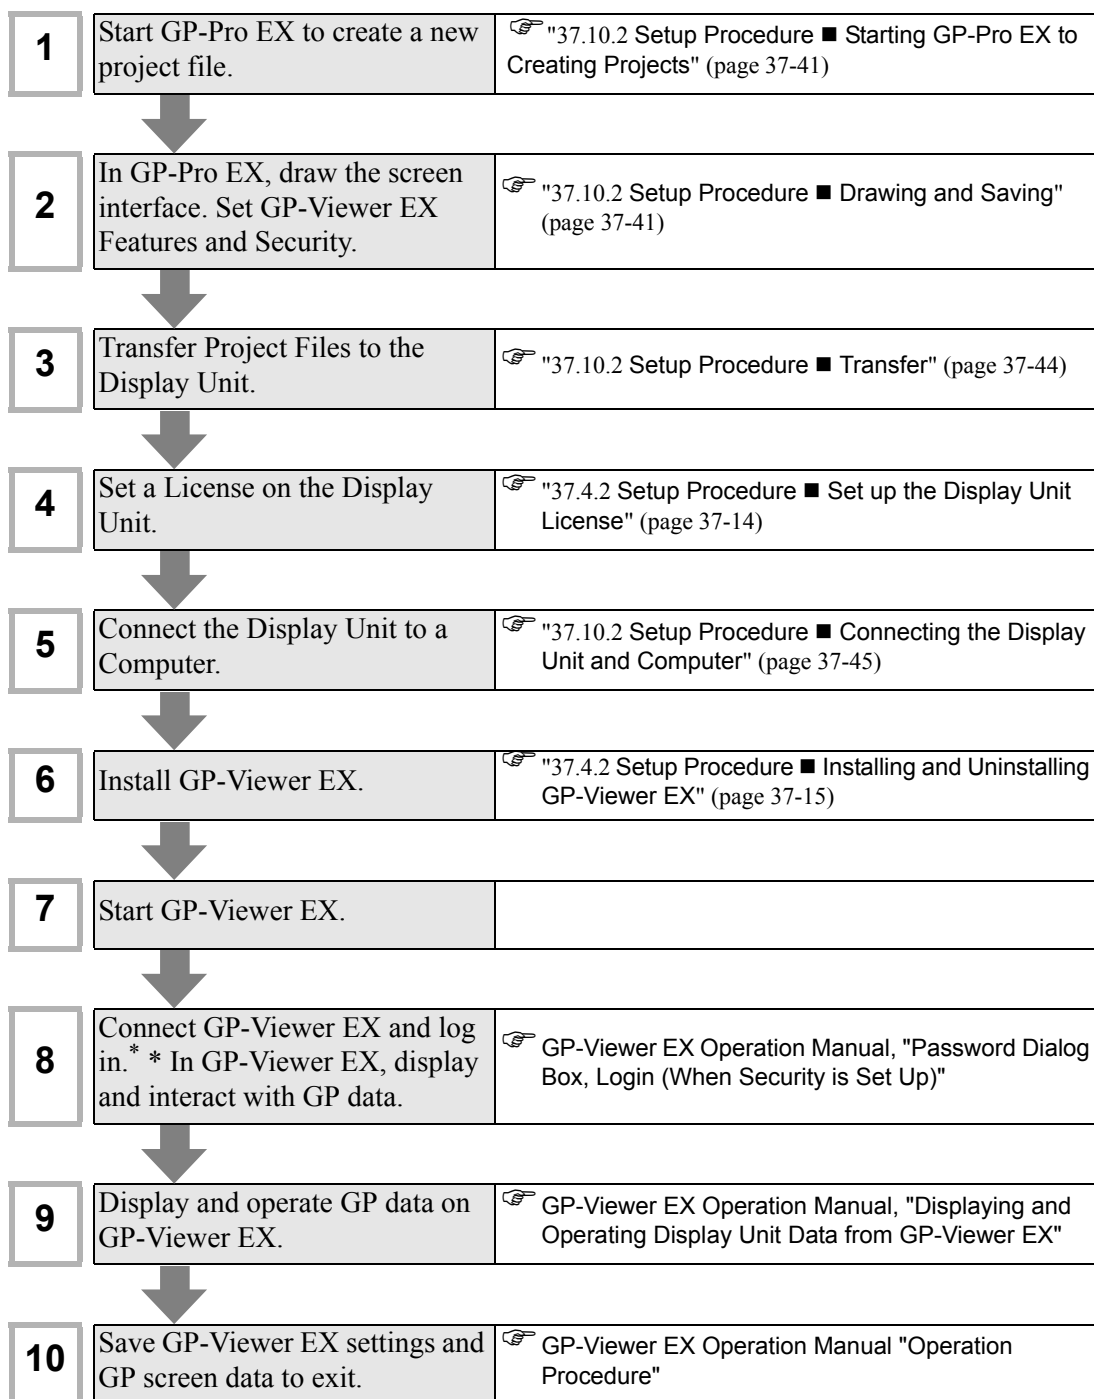 1
Start GP-Pro EX to create a new
project file.
"37.10.2 Setup Procedure ■ Starting GP-Pro EX to
Creating Projects" (page 37-41)
2
In GP-Pro EX, draw the screen
interface. Set GP-Viewer EX
Features and Security.
"37.10.2 Setup Procedure ■ Drawing and Saving"
(page 37-41)
3
Transfer Project Files to the
Display Unit.
"37.10.2 Setup Procedure ■ Transfer" (page 37-44)
4
Set a License on the Display
Unit.
"37.4.2 Setup Procedure ■ Set up the Display Unit
License" (page 37-14)
5
Connect the Display Unit to a
Computer.
"37.10.2 Setup Procedure ■ Connecting the Display
Unit and Computer" (page 37-45)
6
Install GP-Viewer EX.
"37.4.2 Setup Procedure ■ Installing and Uninstalling
GP-Viewer EX" (page 37-15)
7
Start GP-Viewer EX.
8
Connect GP-Viewer EX and log
in.* * In GP-Viewer EX, display
and interact with GP data.
GP-Viewer EX Operation Manual, "Password Dialog
Box, Login (When Security is Set Up)"
9
Display and operate GP data on
GP-Viewer EX.
GP-Viewer EX Operation Manual, "Displaying and
Operating Display Unit Data from GP-Viewer EX"
10
Save GP-Viewer EX settings and
GP screen data to exit.
GP-Viewer EX Operation Manual "Operation
Procedure"